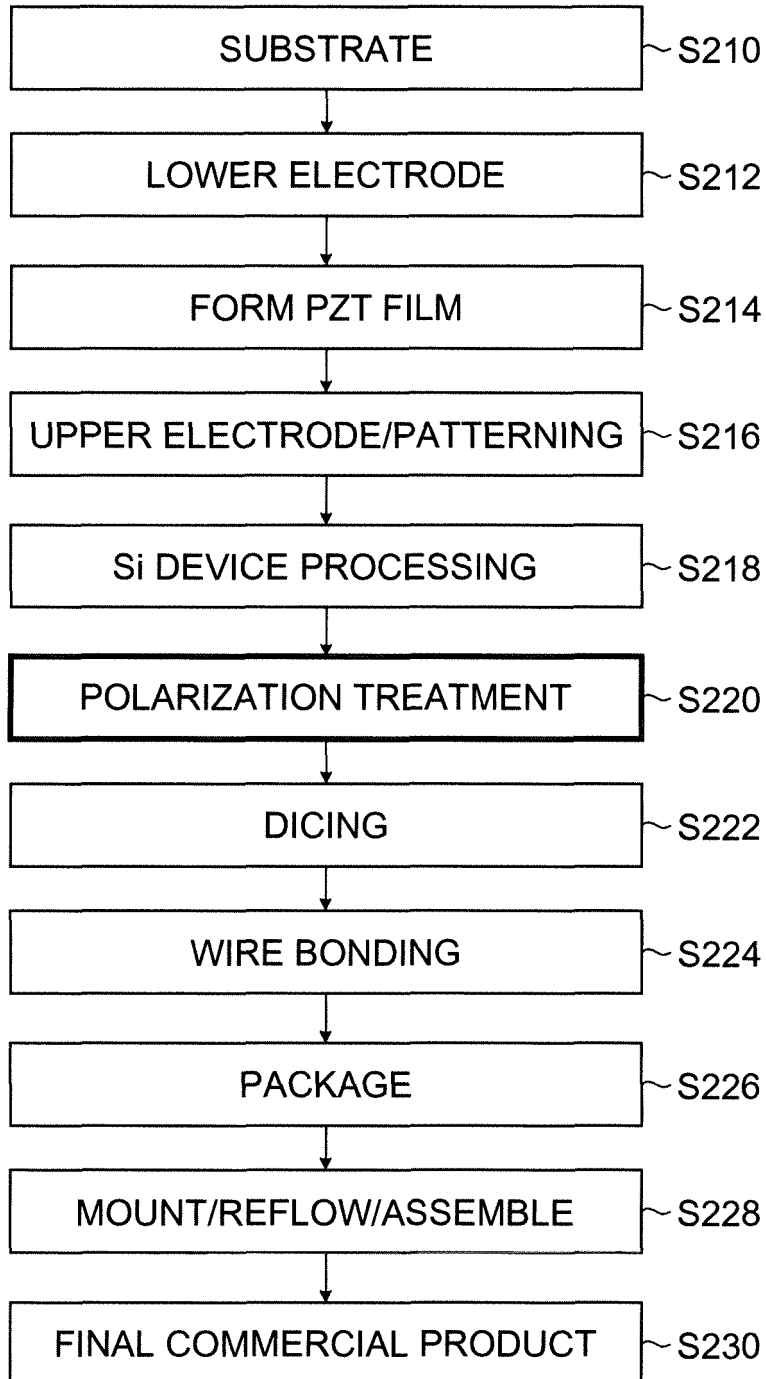 SUBSTRATE ~ S210
LOWER ELECTRODE ~ S212
FORM PZT FILM ~ S214
UPPER ELECTRODE/PATTERNING ~ S216
Si DEVICE PROCESSING ~ S218
POLARIZATION TREATMENT ~ S220
DICING ~ S222
WIRE BONDING ~ S224
PACKAGE ~ S226
MOUNT/REFLOW/ASSEMBLE ~ S228
FINAL COMMERCIAL PRODUCT ~ S230